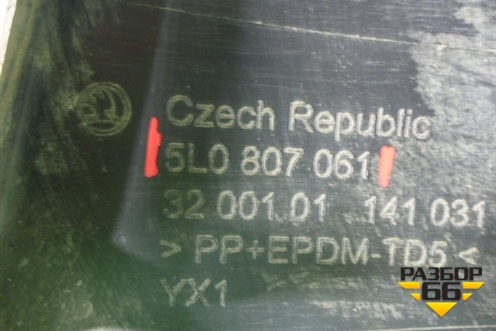 Czech Republic
5L0 807 061
32 001.01 141 031
> PP+EPDM-TD5 <
YX1
РАЗБОР
66